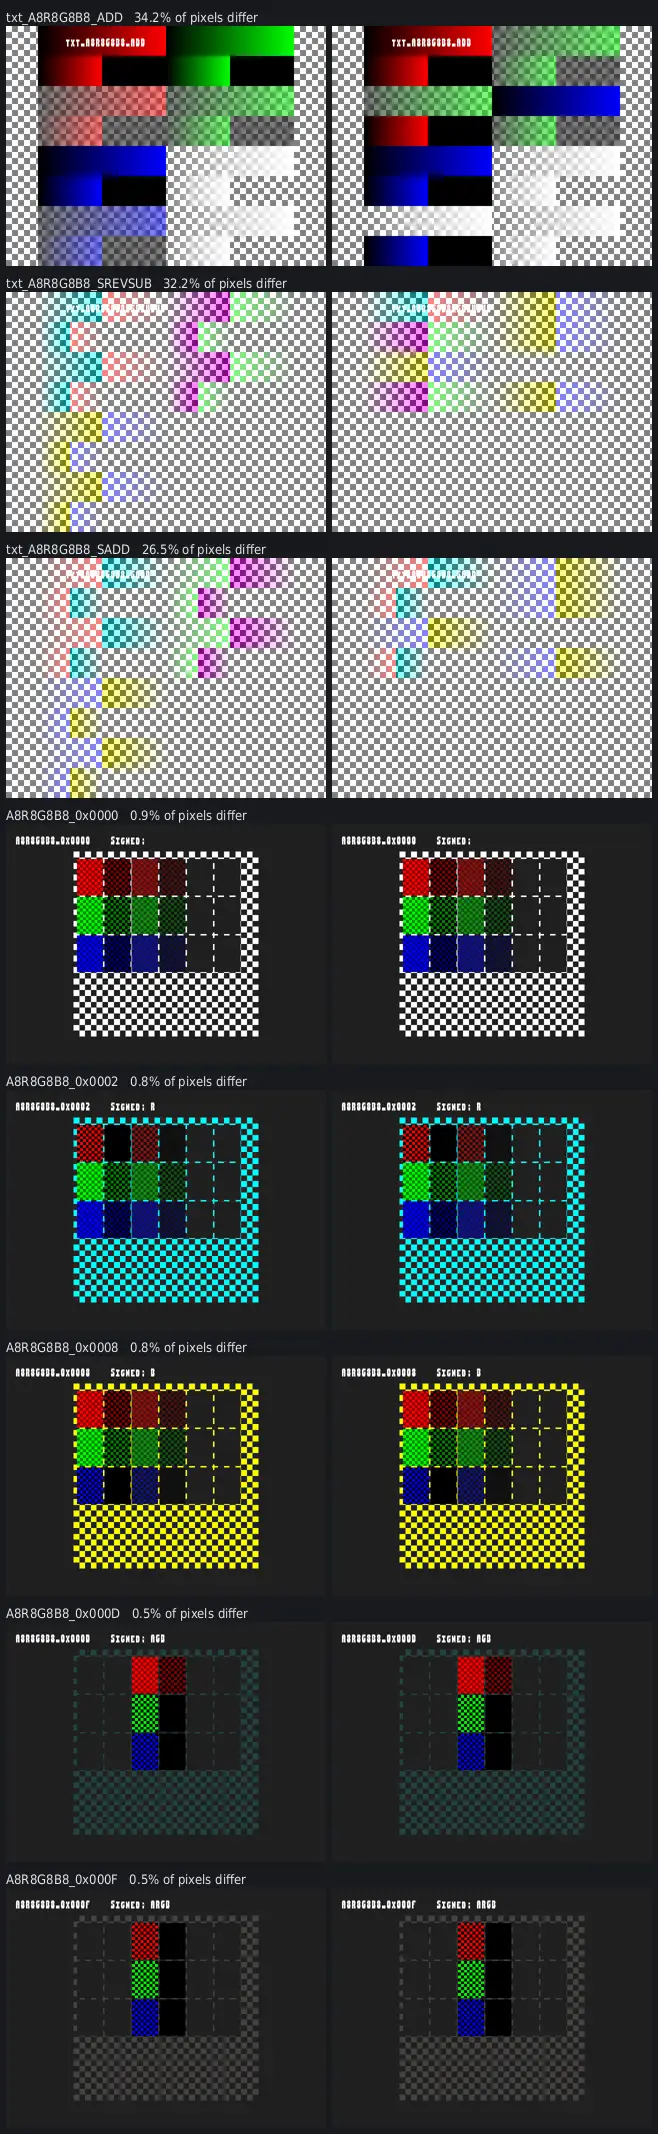 txt_A8R8G8B8_ADD 34.2% of pixels differ
TXT_A8R8G8B8_ADD TXT_A8R8G8B8_ADD
txt_A8R8G8B8_SREVSUB 32.2% of pixels differ
txt_A8R8G8B8_SADD 26.5% of pixels differ
A8R8G8B8_0x0000 0.9% of pixels differ
A8R8G8B8_0x0000 Signed: A8R8G8B8_0x0000 Signed:
A8R8G8B8_0x0002 0.8% of pixels differ
A8R8G8B8_0x0002 Signed: R A8R8G8B8_0x0002 Signed: R
A8R8G8B8_0x0008 0.8% of pixels differ
A8R8G8B8_0x0008 Signed: B A8R8G8B8_0x0008 Signed: B
A8R8G8B8_0x000D 0.5% of pixels differ
A8R8G8B8_0x000D Signed: AGB A8R8G8B8_0x000D Signed: AGB
A8R8G8B8_0x000F 0.5% of pixels differ
A8R8G8B8_0x000F Signed: ARGB A8R8G8B8_0x000F Signed: ARGB